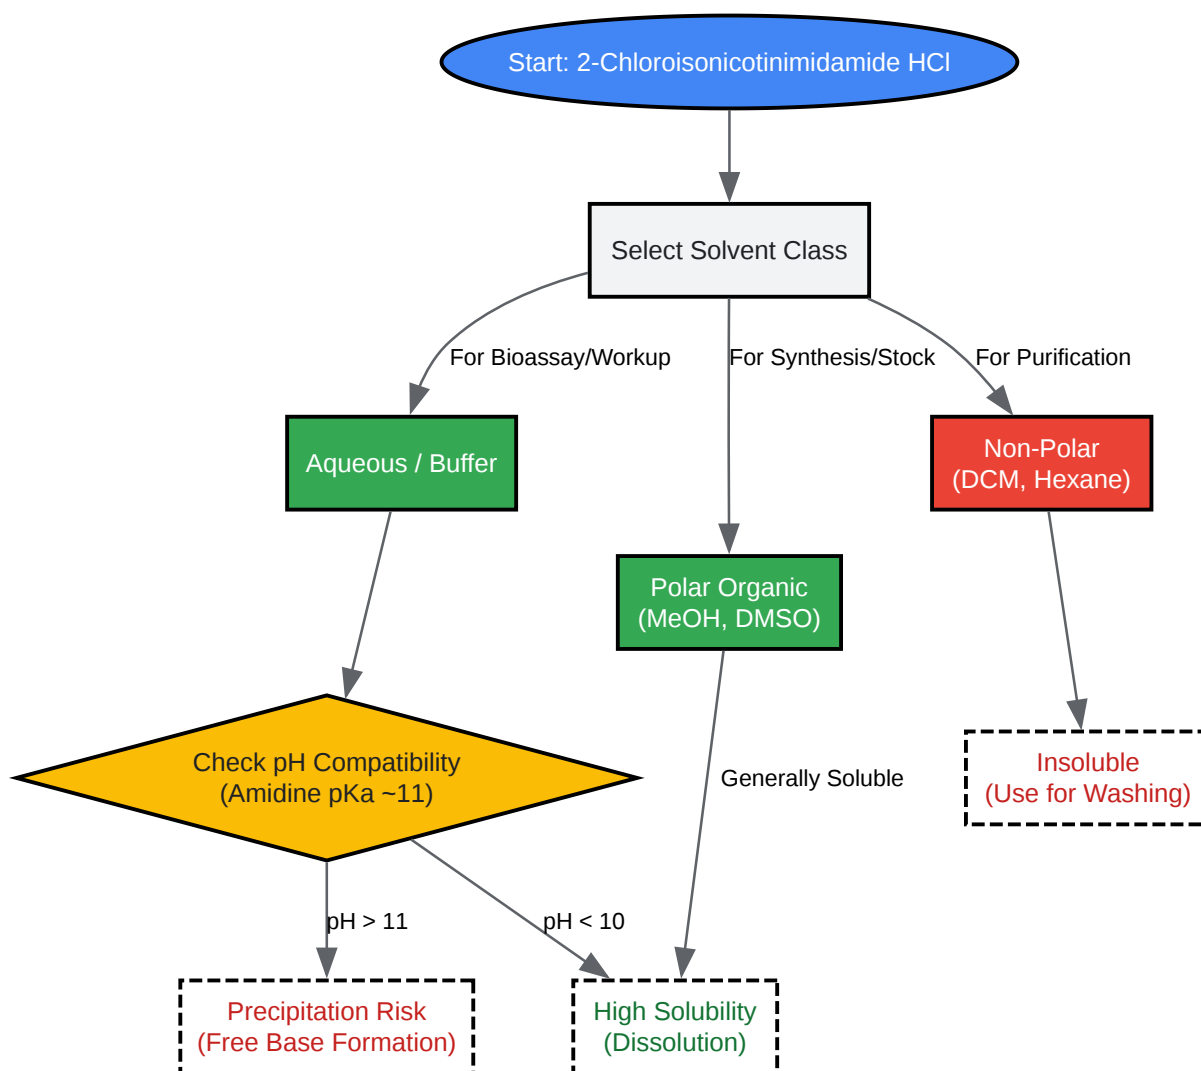 Start: 2-Chloroisonicotinimidamide HCl
Select Solvent Class
For Bioassay/Workup
For Synthesis/Stock
For Purification
Aqueous / Buffer
Non-Polar
(DCM, Hexane)
Polar Organic
(MeOH, DMSO)
Check pH Compatibility
(Amidine pKa ~11)
Generally Soluble
Insoluble
(Use for Washing)
pH > 11
pH < 10
Precipitation Risk
(Free Base Formation)
High Solubility
(Dissolution)